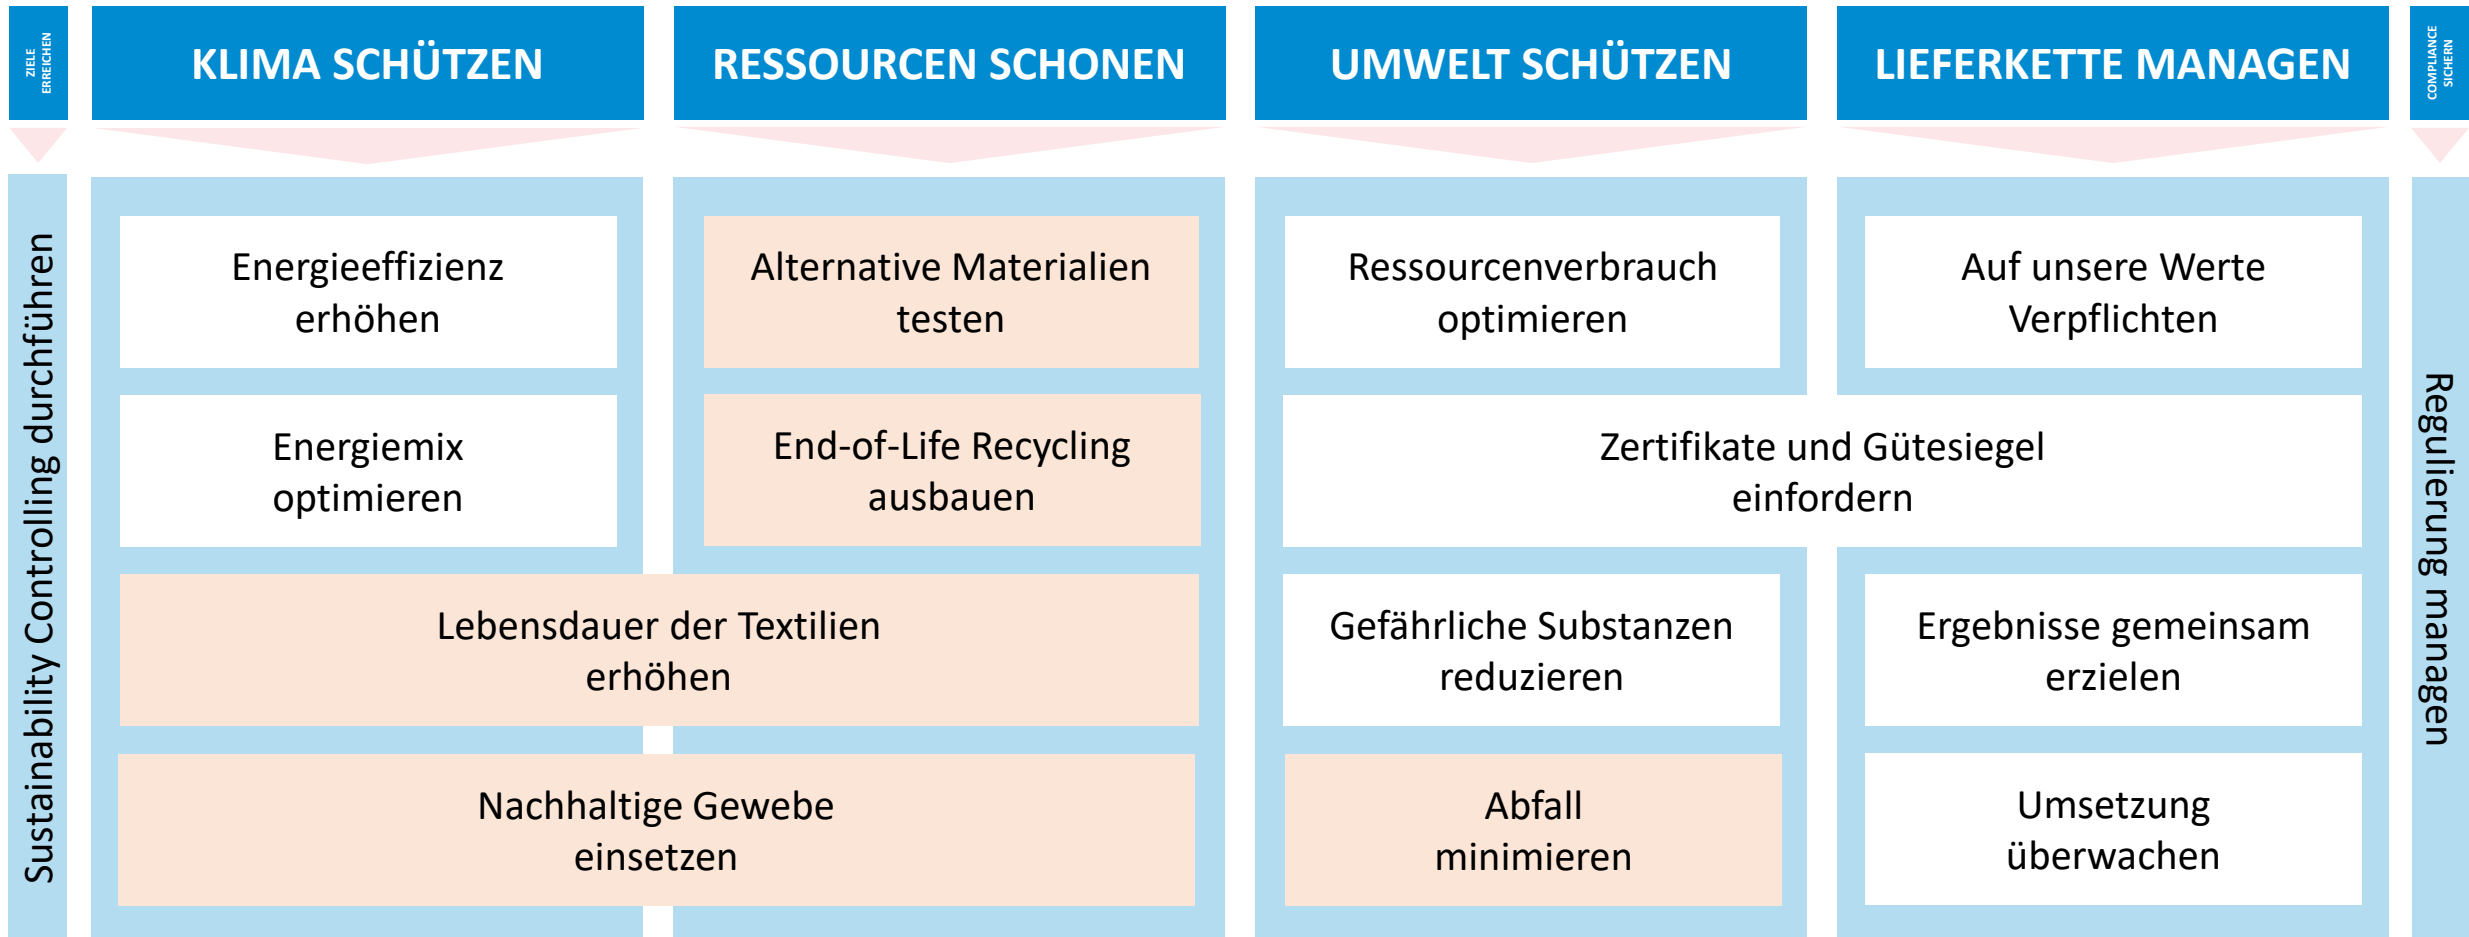 ZIELE
ERREICHEN
KLIMA SCHÜTZEN
RESSOURCEN SCHONEN
UMWELT SCHÜTZEN
LIEFERKETTE MANAGEN
COMPLIANCE
SICHERN
Sustainability Controlling durchführen
Energieeffizienz
erhöhen
Alternative Materialien
testen
Ressourcenverbrauch
optimieren
Auf unsere Werte
Verpflichten
Energiemix
optimieren
End-of-Life Recycling
ausbauen
Zertifikate und Gütesiegel
einfordern
Lebensdauer der Textilien
erhöhen
Gefährliche Substanzen
reduzieren
Ergebnisse gemeinsam
erzielen
Nachhaltige Gewebe
einsetzen
Abfall
minimieren
Umsetzung
überwachen
Regulierung managen